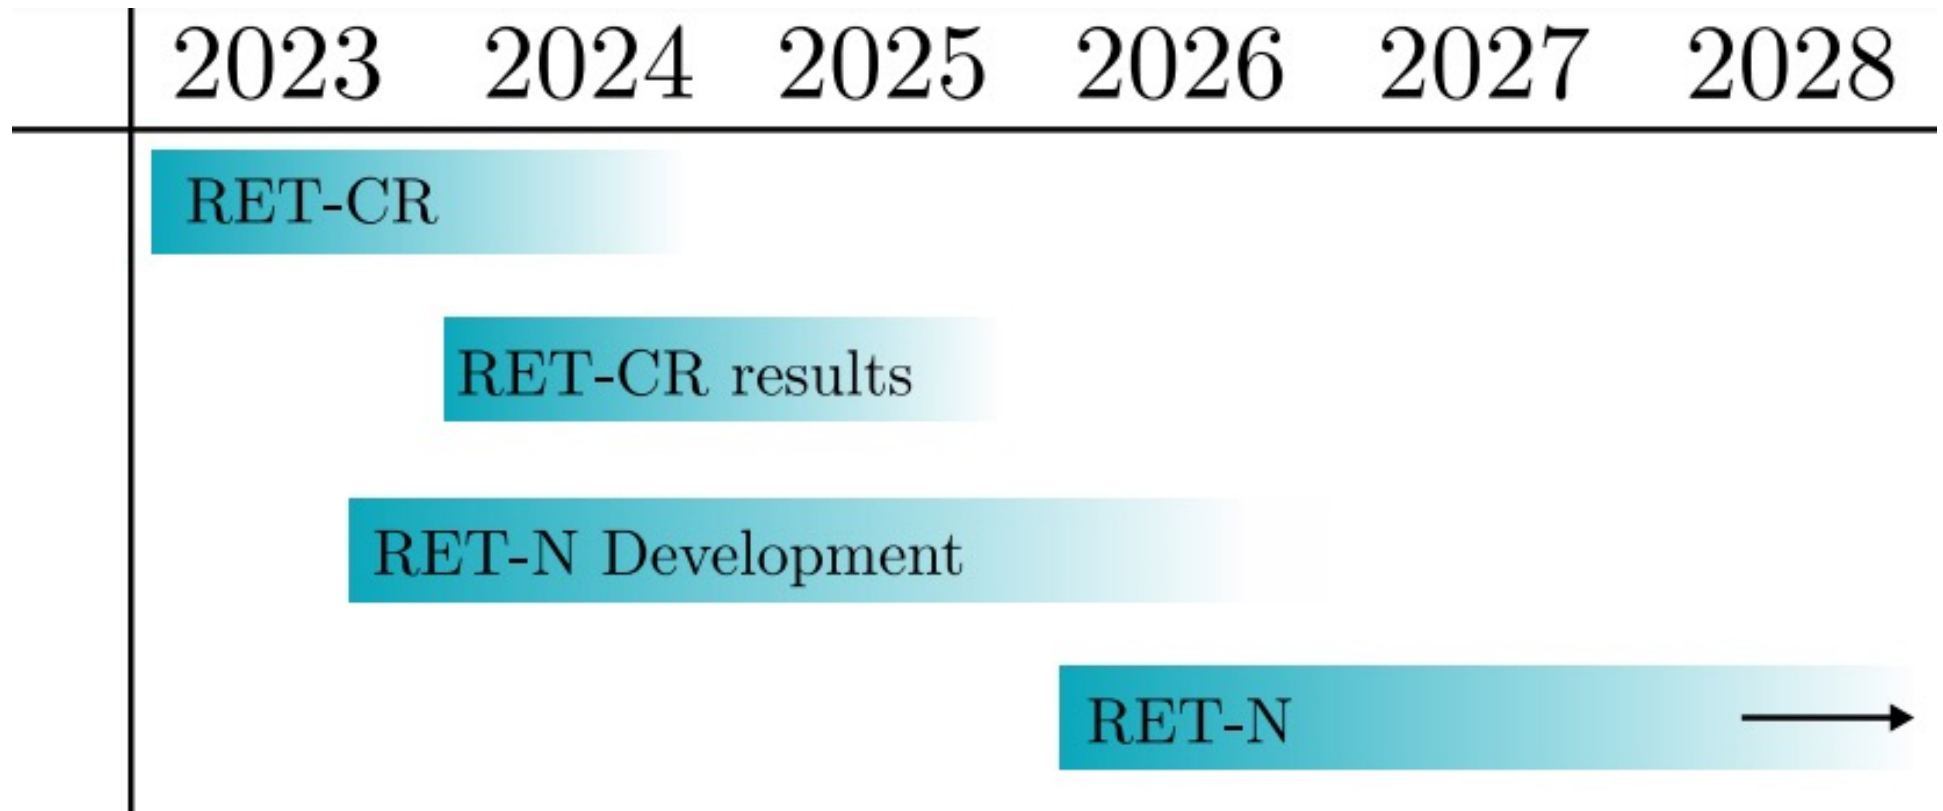 2023 2024 2025 2026 2027 2028
RET-CR
RET-CR results
RET-N Development
RET-N